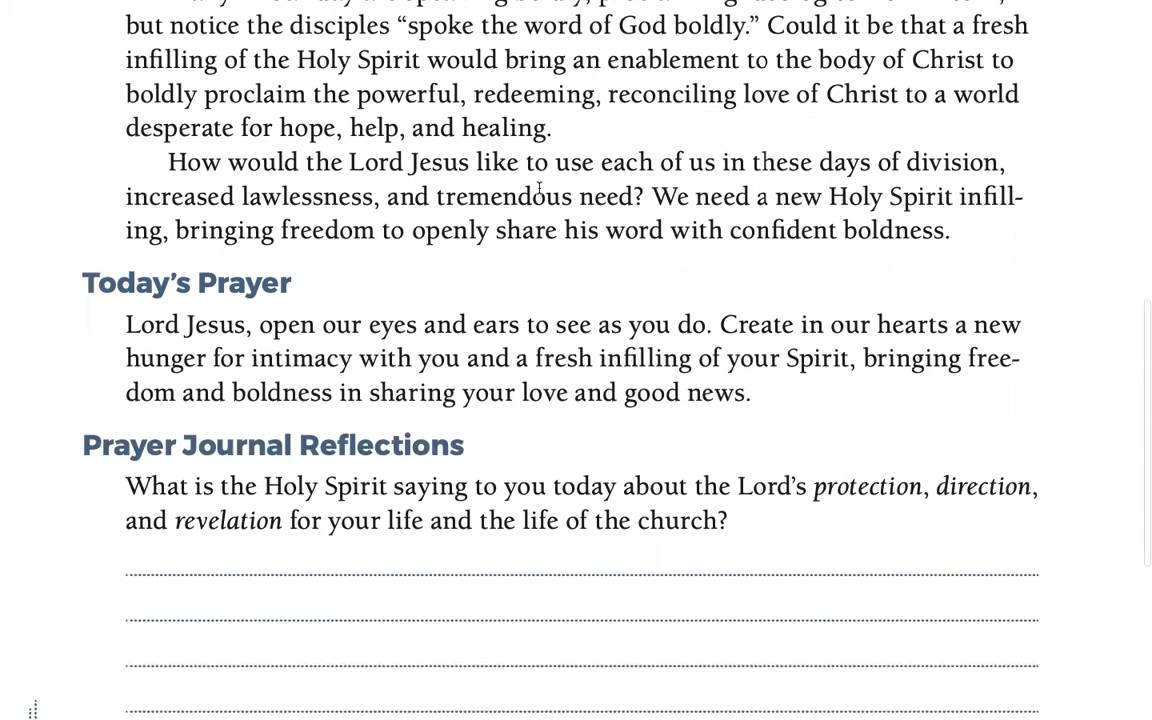 but notice the disciples “spoke the word of God boldly.” Could it be that a fresh
infilling of the Holy Spirit would bring an enablement to the body of Christ to
boldly proclaim the powerful, redeeming, reconciling love of Christ to a world
desperate for hope, help, and healing.
How would the Lord Jesus like to use each of us in these days of division,
increased lawlessness, and tremendous need? We need a new Holy Spirit infill-
ing, bringing freedom to openly share his word with confident boldness.
Today’s Prayer
Lord Jesus, open our eyes and ears to see as you do. Create in our hearts a new
hunger for intimacy with you and a fresh infilling of your Spirit, bringing free-
dom and boldness in sharing your love and good news.
Prayer Journal Reflections
What is the Holy Spirit saying to you today about the Lord’s protection, direction,
and revelation for your life and the life of the church?